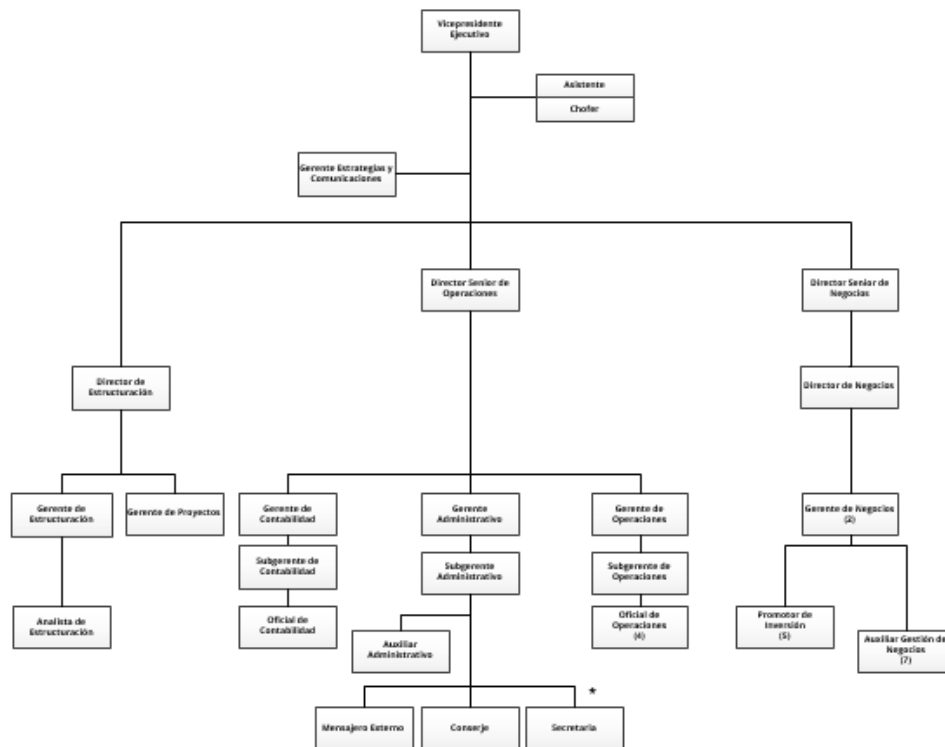 Vicepresidente
Ejecutivo
Asistente
Chofer
Gerente Estrategias y
Comunicaciones
Director Senior de
Operaciones
Director Senior de
Negocios
Director de
Estructuración
Director de Negocios
Gerente de
Estructuración
Gerente de Proyectos
Gerente de
Contabilidad
Gerente
Administrativo
Gerente de
Operaciones
Gerente de Negocios
(2)
Subgerente de
Contabilidad
Subgerente
Administrativo
Subgerente de
Operaciones
Analista de
Estructuración
Oficial de
Contabilidad
Oficial de
Operaciones
(4)
Promotor de
Inversión
(5)
Auxiliar
Administrativo
Auxiliar Gestión de
Negocios
(7)
*
Mensajero Externo
Conserje
Secretaria